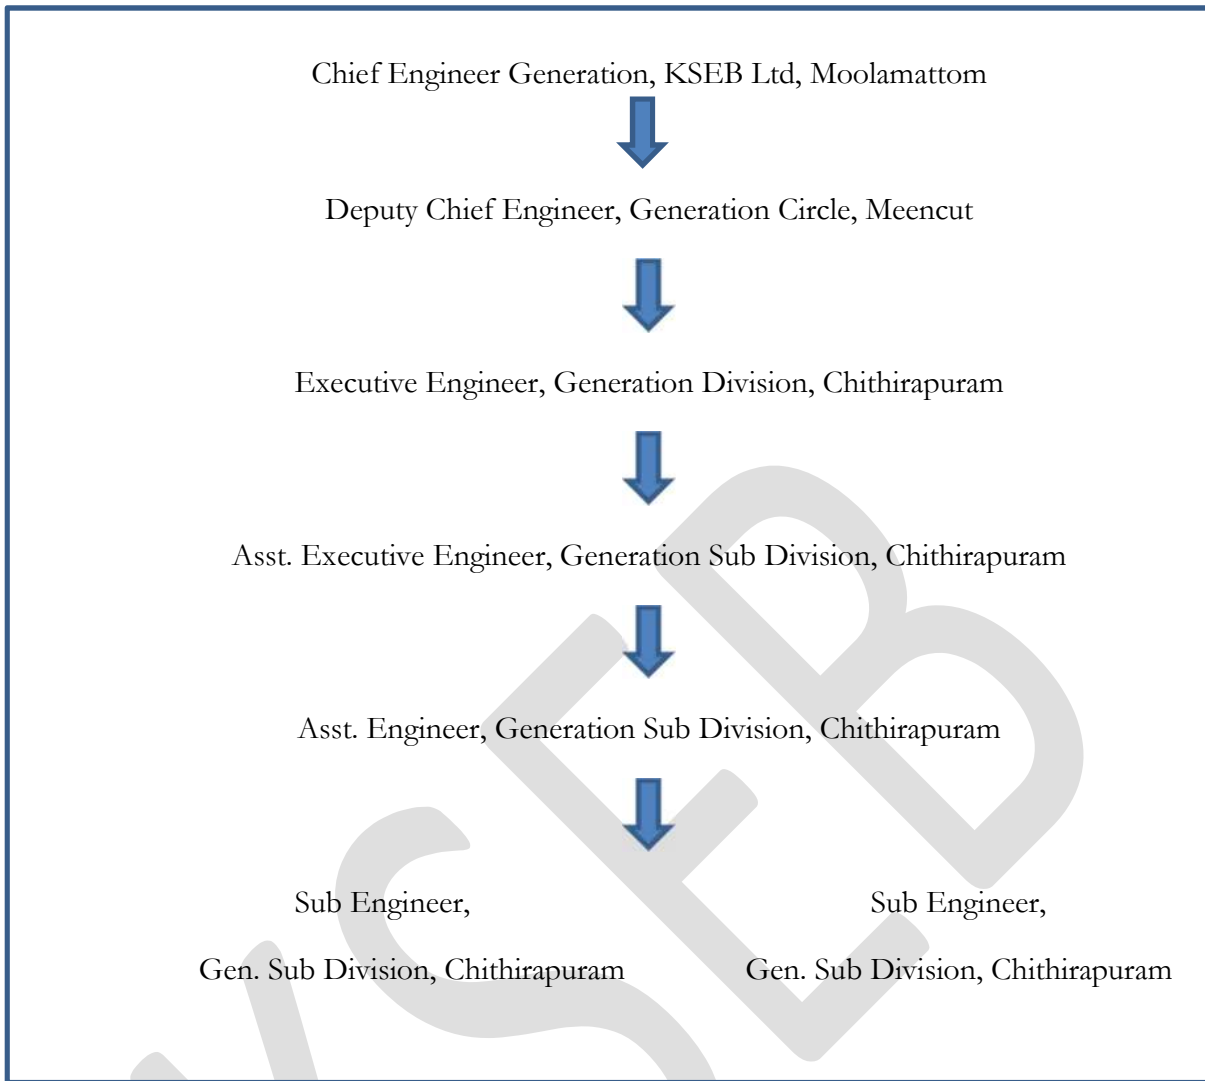 Chief Engineer Generation, KSEB Ltd, Moolamattom
Deputy Chief Engineer, Generation Circle, Meencut
Executive Engineer, Generation Division, Chithirapuram
Asst. Executive Engineer, Generation Sub Division, Chithirapuram
Asst. Engineer, Generation Sub Division, Chithirapuram
Sub Engineer,
Gen. Sub Division, Chithirapuram
Sub Engineer,
Gen. Sub Division, Chithirapuram
KSEB